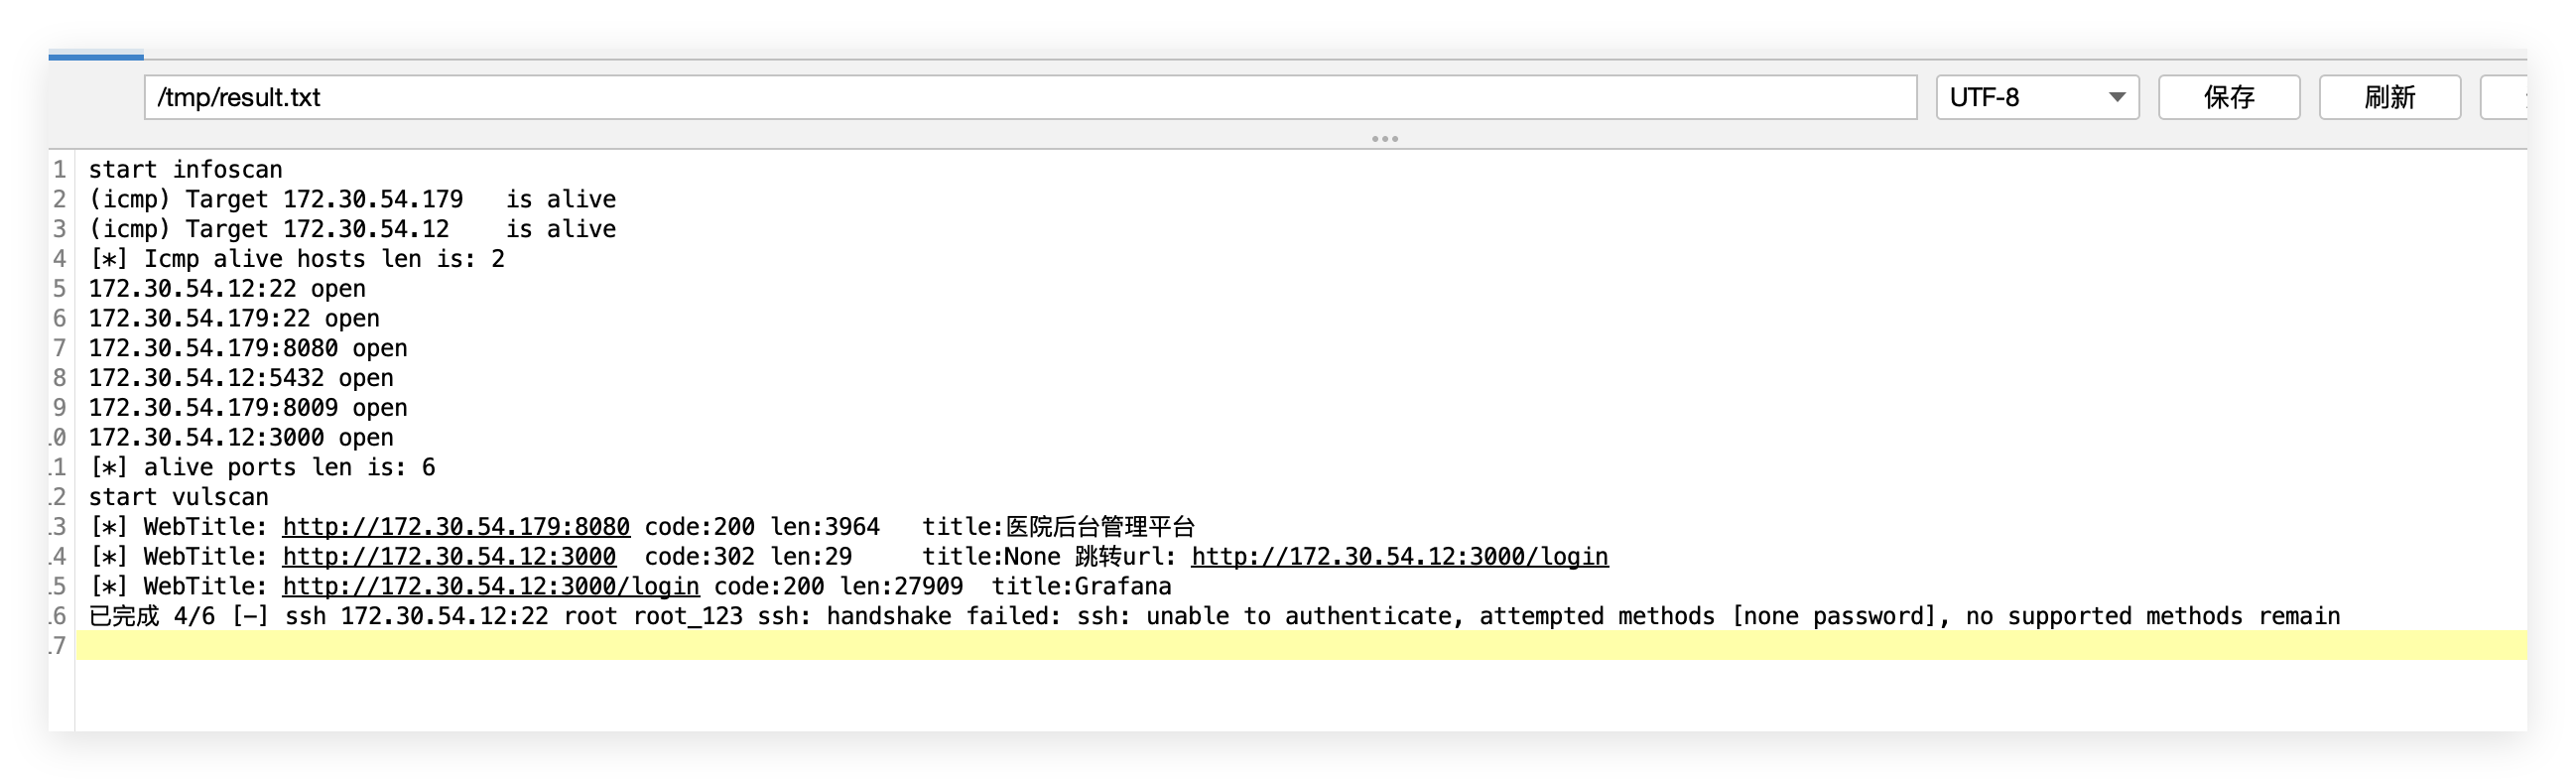 /tmp/result.txt
UTF-8
保存
刷新
1 start infoscan
2 (icmp) Target 172.30.54.179   is alive
3 (icmp) Target 172.30.54.12    is alive
4 [*] Icmp alive hosts len is: 2
5 172.30.54.12:22 open
6 172.30.54.179:22 open
7 172.30.54.179:8080 open
8 172.30.54.12:5432 open
9 172.30.54.179:8009 open
10 172.30.54.12:3000 open
11 [*] alive ports len is: 6
12 start vulscan
13 [*] WebTitle: http://172.30.54.179:8080 code:200 len:3964   title:医院后台管理平台
14 [*] WebTitle: http://172.30.54.12:3000  code:302 len:29     title:None 跳转url: http://172.30.54.12:3000/login
15 [*] WebTitle: http://172.30.54.12:3000/login code:200 len:27909  title:Grafana
16 已完成 4/6 [-] ssh 172.30.54.12:22 root root_123 ssh: handshake failed: ssh: unable to authenticate, attempted methods [none password], no supported methods remain
17